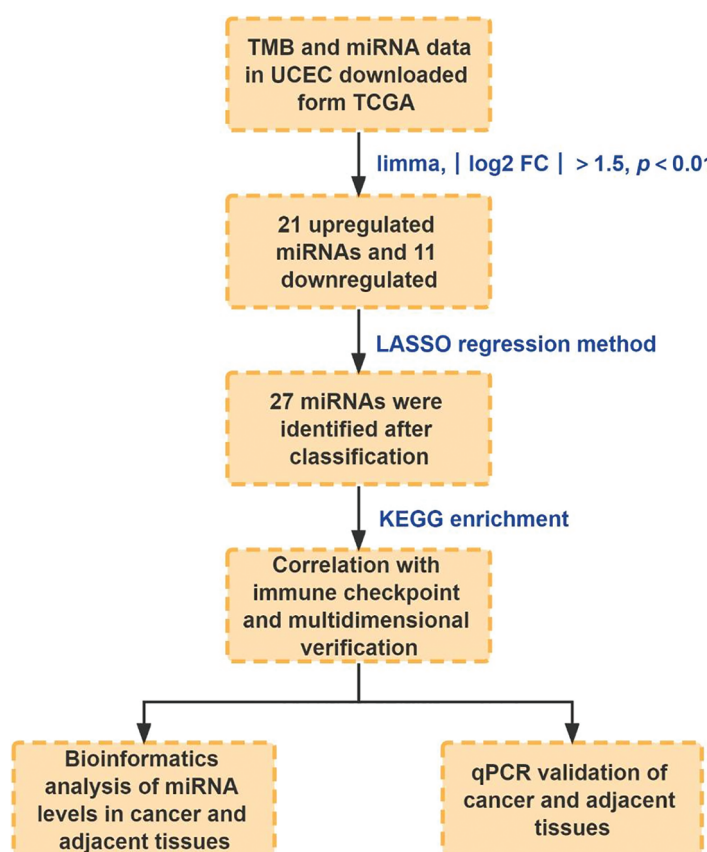 TMB and miRNA data
in UCEC downloaded
form TCGA
limma, | log2 FC | > 1.5, p < 0.01
21 upregulated
miRNAs and 11
downregulated
LASSO regression method
27 miRNAs were
identified after
classification
KEGG enrichment
Correlation with
immune checkpoint
and multidimensional
verification
Bioinformatics
analysis of miRNA
levels in cancer and
adjacent tissues
qPCR validation of
cancer and adjacent
tissues